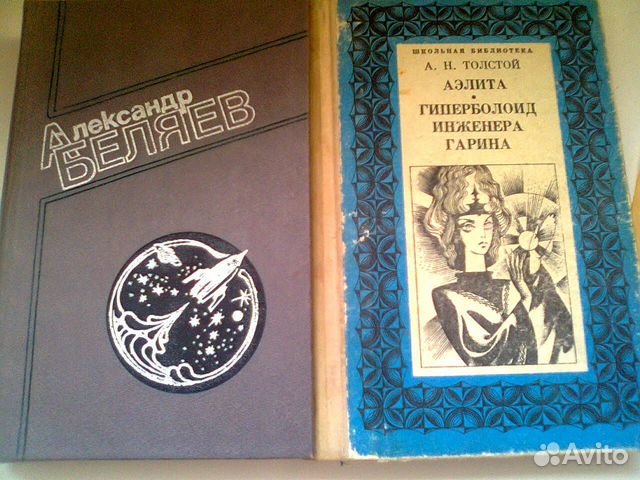 Александр
БЕЛЯЕВ
ШКОЛЬНАЯ БИБЛИОТЕКА
А. Н. ТОЛСТОЙ
АЭЛИТА
•
ГИПЕРБОЛОИД
ИНЖЕНЕРА
ГАРИНА
Avito